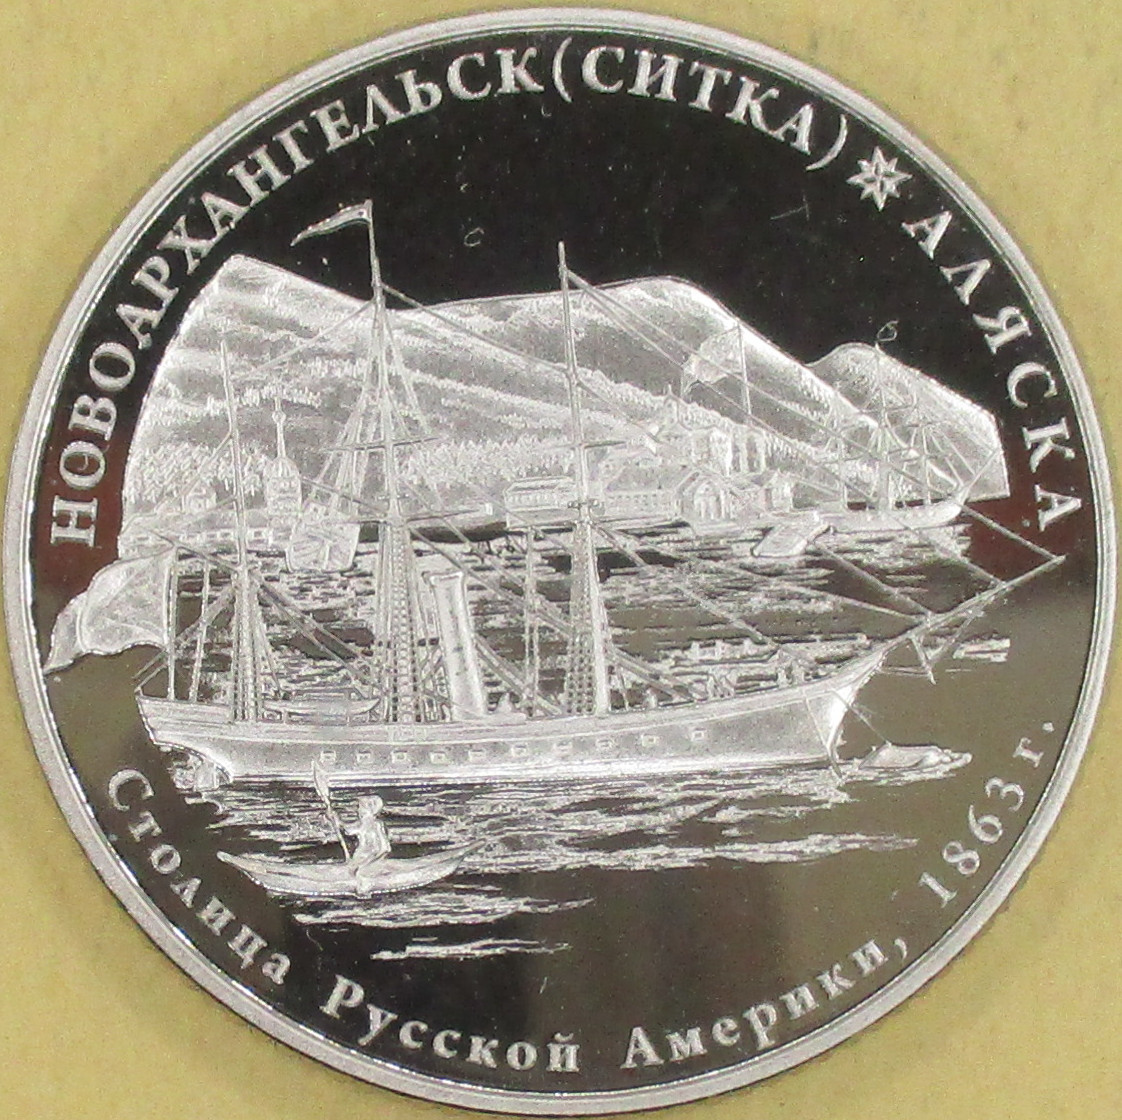 НОВОАРХАНГЕЛЬСК (СИТКА) АЛЯСКА
Столица Русской Америки, 1863 г.